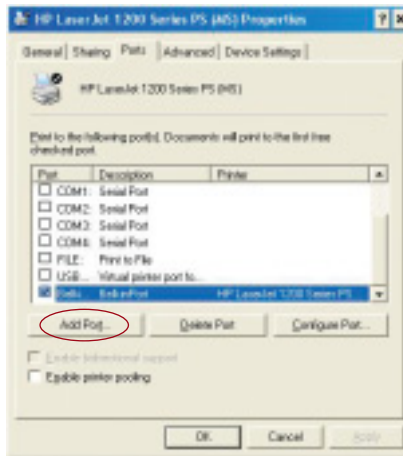 HP LaserJet 1200 Series PS (MS) Properties
General Sharing Ports Advanced Device Settings
HP LaserJet 1200 Series PS (MS)
Print to the following port(s). Documents will print to the first free
checked port.
Port Description Printer
COM1: Serial Port
COM2: Serial Port
COM3: Serial Port
COM4: Serial Port
FILE: Print to File
USB... Virtual printer port fo...
Belki... BelkinPort HP LaserJet 1200 Series PS
Add Port... Delete Port Configure Port...
Enable bidirectional support
Enable printer pooling
OK Cancel Apply